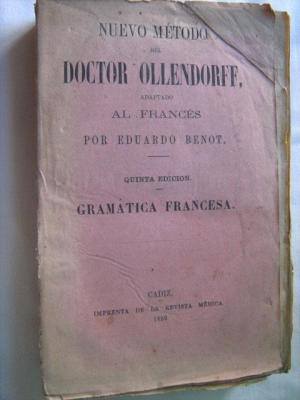 NUEVO MÉTODO
DEL
DOCTOR OLLENDORFF,
ADAPTADO
AL FRANCÉS
POR EDUARDO BENOT.
QUINTA EDICION.
GRAMÁTICA FRANCESA.
CADIZ.
IMPRENTA DE LA REVISTA MÉDICA.